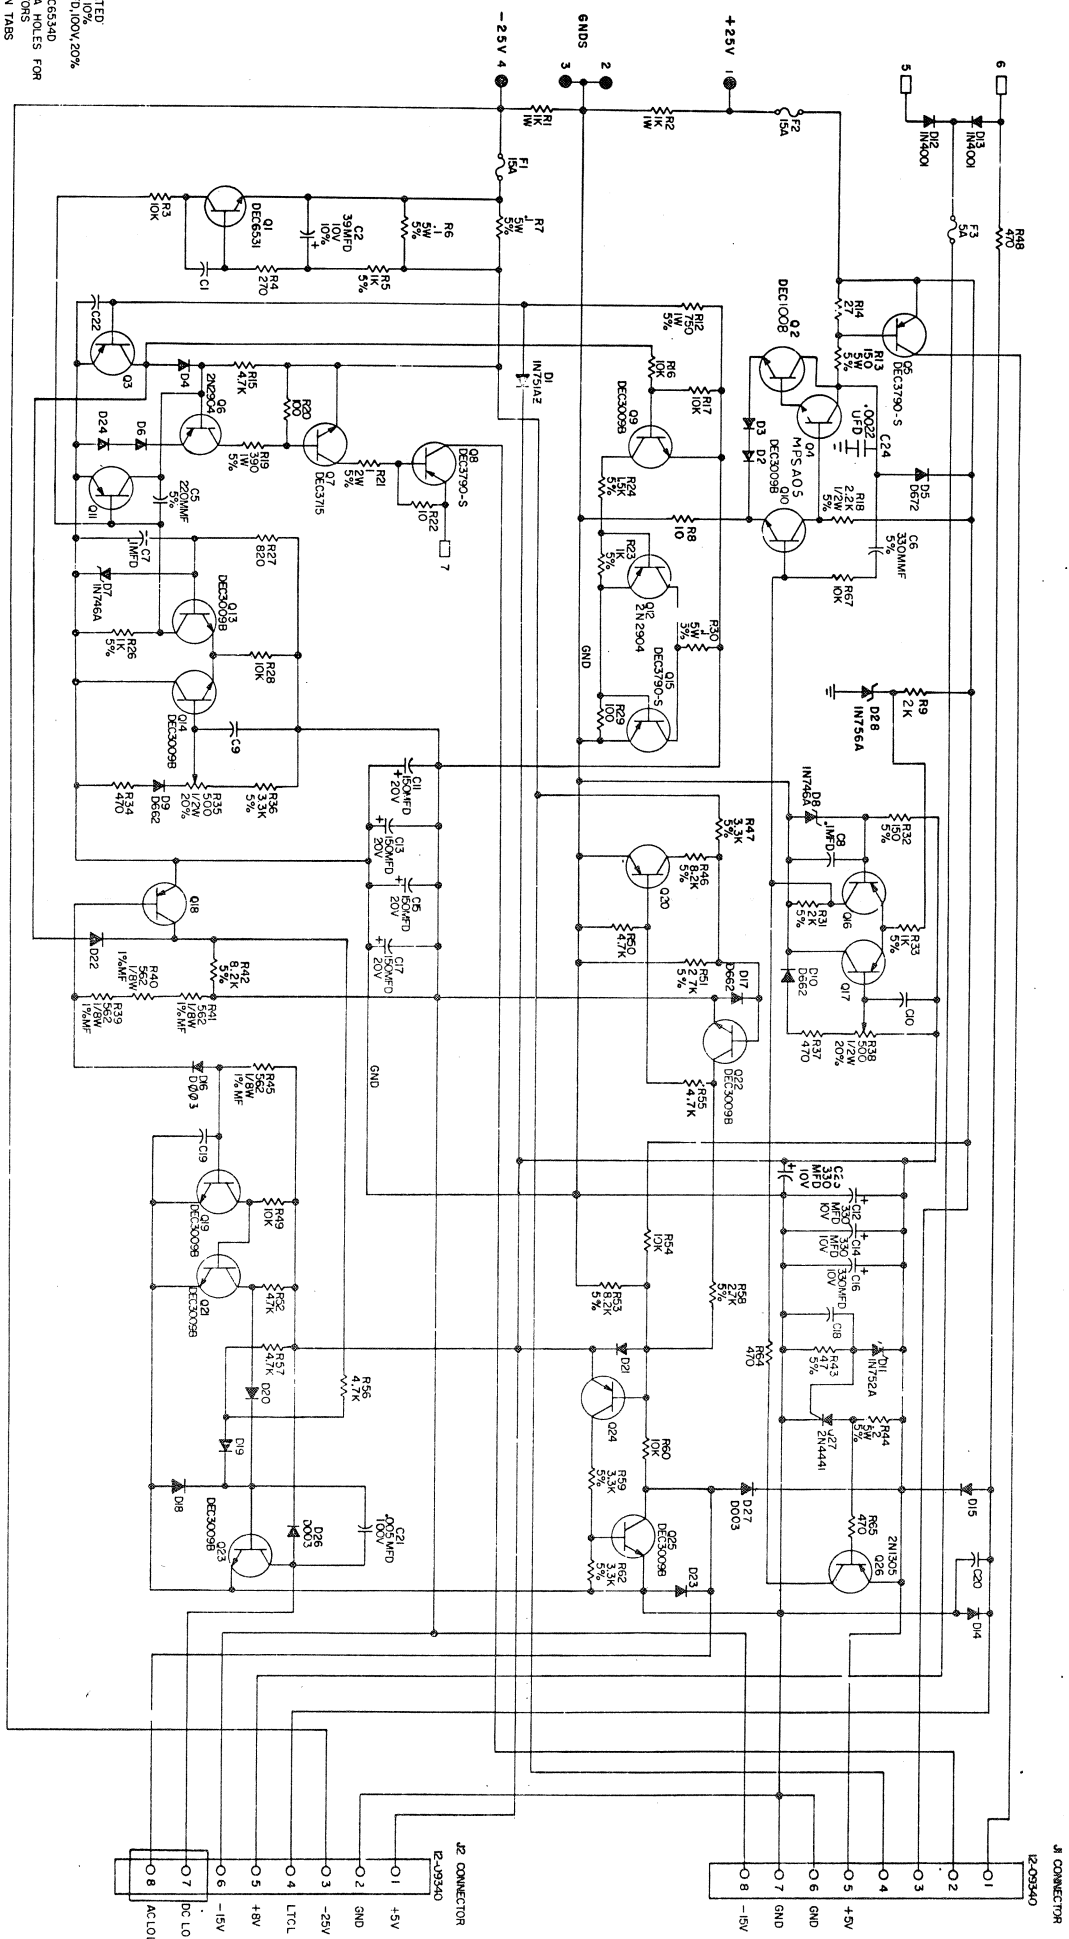 TED
10%
D,100V,20%
C6534D
A HOLES FOR
ORS
N TABS
-25V 4
GNDS
3
2
+25V 1
5
6
D12
IN4001
D13
IN4001
F3
5A
R48
470
F2
15A
R2
1K
1W
R1
1K
1W
F1
15A
R7
.1
5W
5%
R6
.1
5W
5%
C2
39MFD
10V
10%
R5
1K
5%
R4
270
C1
Q1
DEC6531
R3
10K
R14
27
R13
150
5W
5%
Q5
DEC3790-S
Q2
DEC1008
Q4
MPSA05
C24
.0022
UFD
D3
D2
Q10
DEC3009B
R18
2.2K
1/2W
5%
D5
D672
C6
330MMF
5%
R67
10K
R8
10
R12
750
1W
5%
D1
IN751AZ
R16
10K
R17
10K
Q9
DEC3009B
R24
1.5K
5%
R23
1K
5%
Q12
2N2904
R30
.1
5W
5%
Q15
DEC3790-S
R29
100
GND
C22
Q3
D4
R15
4.7K
Q6
2N2904
D24
D6
R19
390
1W
5%
R20
100
Q7
DEC3715
R21
1
2W
5%
Q8
DEC3790-S
R22
10
7
Q11
C5
220MMF
5%
C7
.1MFD
R27
820
D7
IN746A
Q13
DEC3009B
R26
1K
5%
R28
10K
Q14
DEC3009B
C9
R34
470
D9
D662
R35
500
1/2W
20%
R36
3.3K
5%
R9
2K
D28
IN756A
D8
IN746A
C8
.1MFD
R32
150
5%
R31
2K
5%
Q16
R33
1K
5%
Q17
D10
D662
C10
R37
470
R38
500
1/2W
20%
C11
150MFD
20V
C13
150MFD
20V
C15
150MFD
20V
C17
150MFD
20V
R47
3.3K
5%
R46
8.2K
5%
Q20
R50
4.7K
R51
2.7K
5%
D17
D662
Q22
DEC3009B
R55
4.7K
Q18
D22
R42
8.2K
5%
R40
562
1/8W
1%MF
R39
562
1/8W
1%MF
R41
562
1/8W
1%MF
GND
D16
D003
R45
562
1/8W
1%MF
C19
Q19
DEC3009B
R49
10K
Q21
DEC3009B
R52
4.7K
R57
4.7K
D20
R56
4.7K
D19
D18
Q23
DEC3009B
D26
D003
C21
.005MFD
100V
R54
10K
R53
8.2K
5%
R58
2.7K
5%
D21
Q24
R60
10K
R59
3.3K
5%
Q25
DEC3009B
R62
3.3K
5%
D23
D27
D003
C23
330
MFD
10V
C12
330
MFD
10V
C14
330
MFD
10V
C16
330MFD
10V
C18
R43
47
5%
D11
IN752A
R64
470
Q27
2N4441
R44
.2
5W
5%
R65
470
2N1305
Q26
D15
C20
D14
J1 CONNECTOR
12-09340
1
2
3
4
5 +5V
6 GND
7 GND
8 -15V
J2 CONNECTOR
12-09340
1 +5V
2 GND
3 -25V
4 LTCL
5 +8V
6 -15V
7 DC LO
8 AC LO1